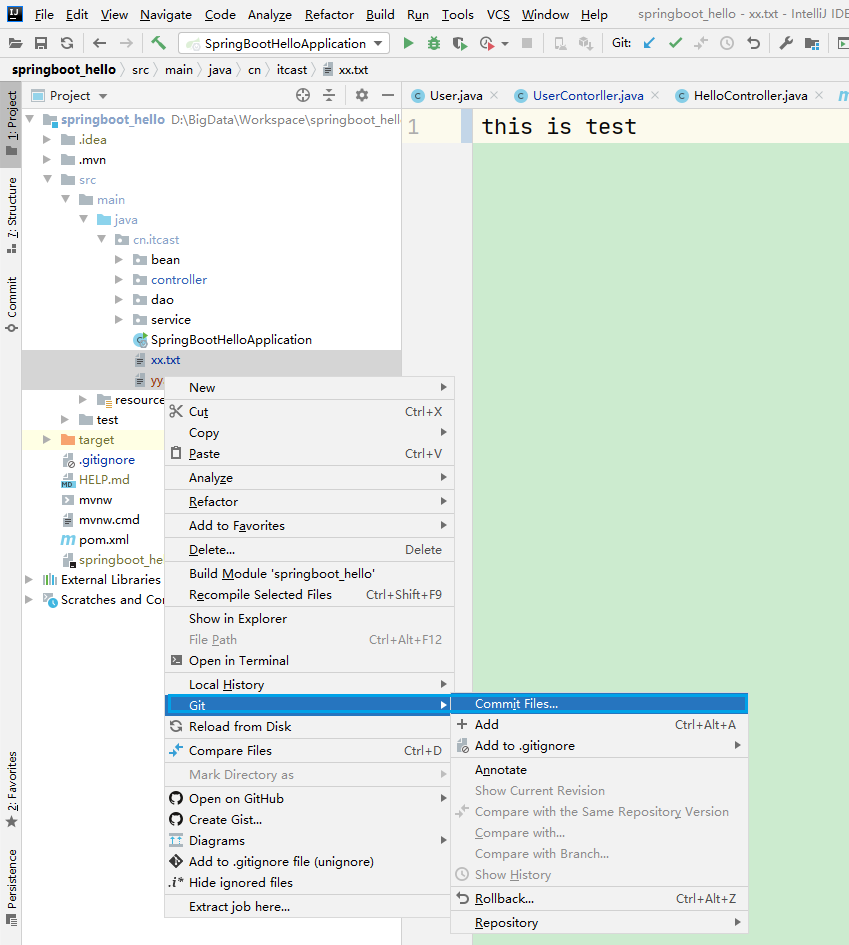 File Edit View Navigate Code Analyze Refactor Build Run Tools VCS Window Help springboot_hello - xx.txt - IntelliJ IDE
SpringBootHelloApplication Git:
springboot_hello src main java cn itcast xx.txt
Project User.java UserContorller.java HelloController.java m
1: Project
7: Structure
Commit
2: Favorites
Persistence
springboot_hello D:\BigData\Workspace\springboot_hello
1 this is test
.idea
.mvn
src
main
java
cn.itcast
bean
controller
dao
service
SpringBootHelloApplication
xx.txt
yy
resource
test
target
.gitignore
HELP.md
mvnw
mvnw.cmd
pom.xml
springboot_he
External Libraries
Scratches and Con
New
Cut Ctrl+X
Copy
Paste Ctrl+V
Analyze
Refactor
Add to Favorites
Delete... Delete
Build Module 'springboot_hello'
Recompile Selected Files Ctrl+Shift+F9
Show in Explorer
File Path Ctrl+Alt+F12
Open in Terminal
Local History
Git
Reload from Disk
Compare Files Ctrl+D
Mark Directory as
Open on GitHub
Create Gist...
Diagrams
Add to .gitignore file (unignore)
.i* Hide ignored files
Extract job here...
Commit Files...
Add Ctrl+Alt+A
Add to .gitignore
Annotate
Show Current Revision
Compare with the Same Repository Version
Compare with...
Compare with Branch...
Show History
Rollback... Ctrl+Alt+Z
Repository